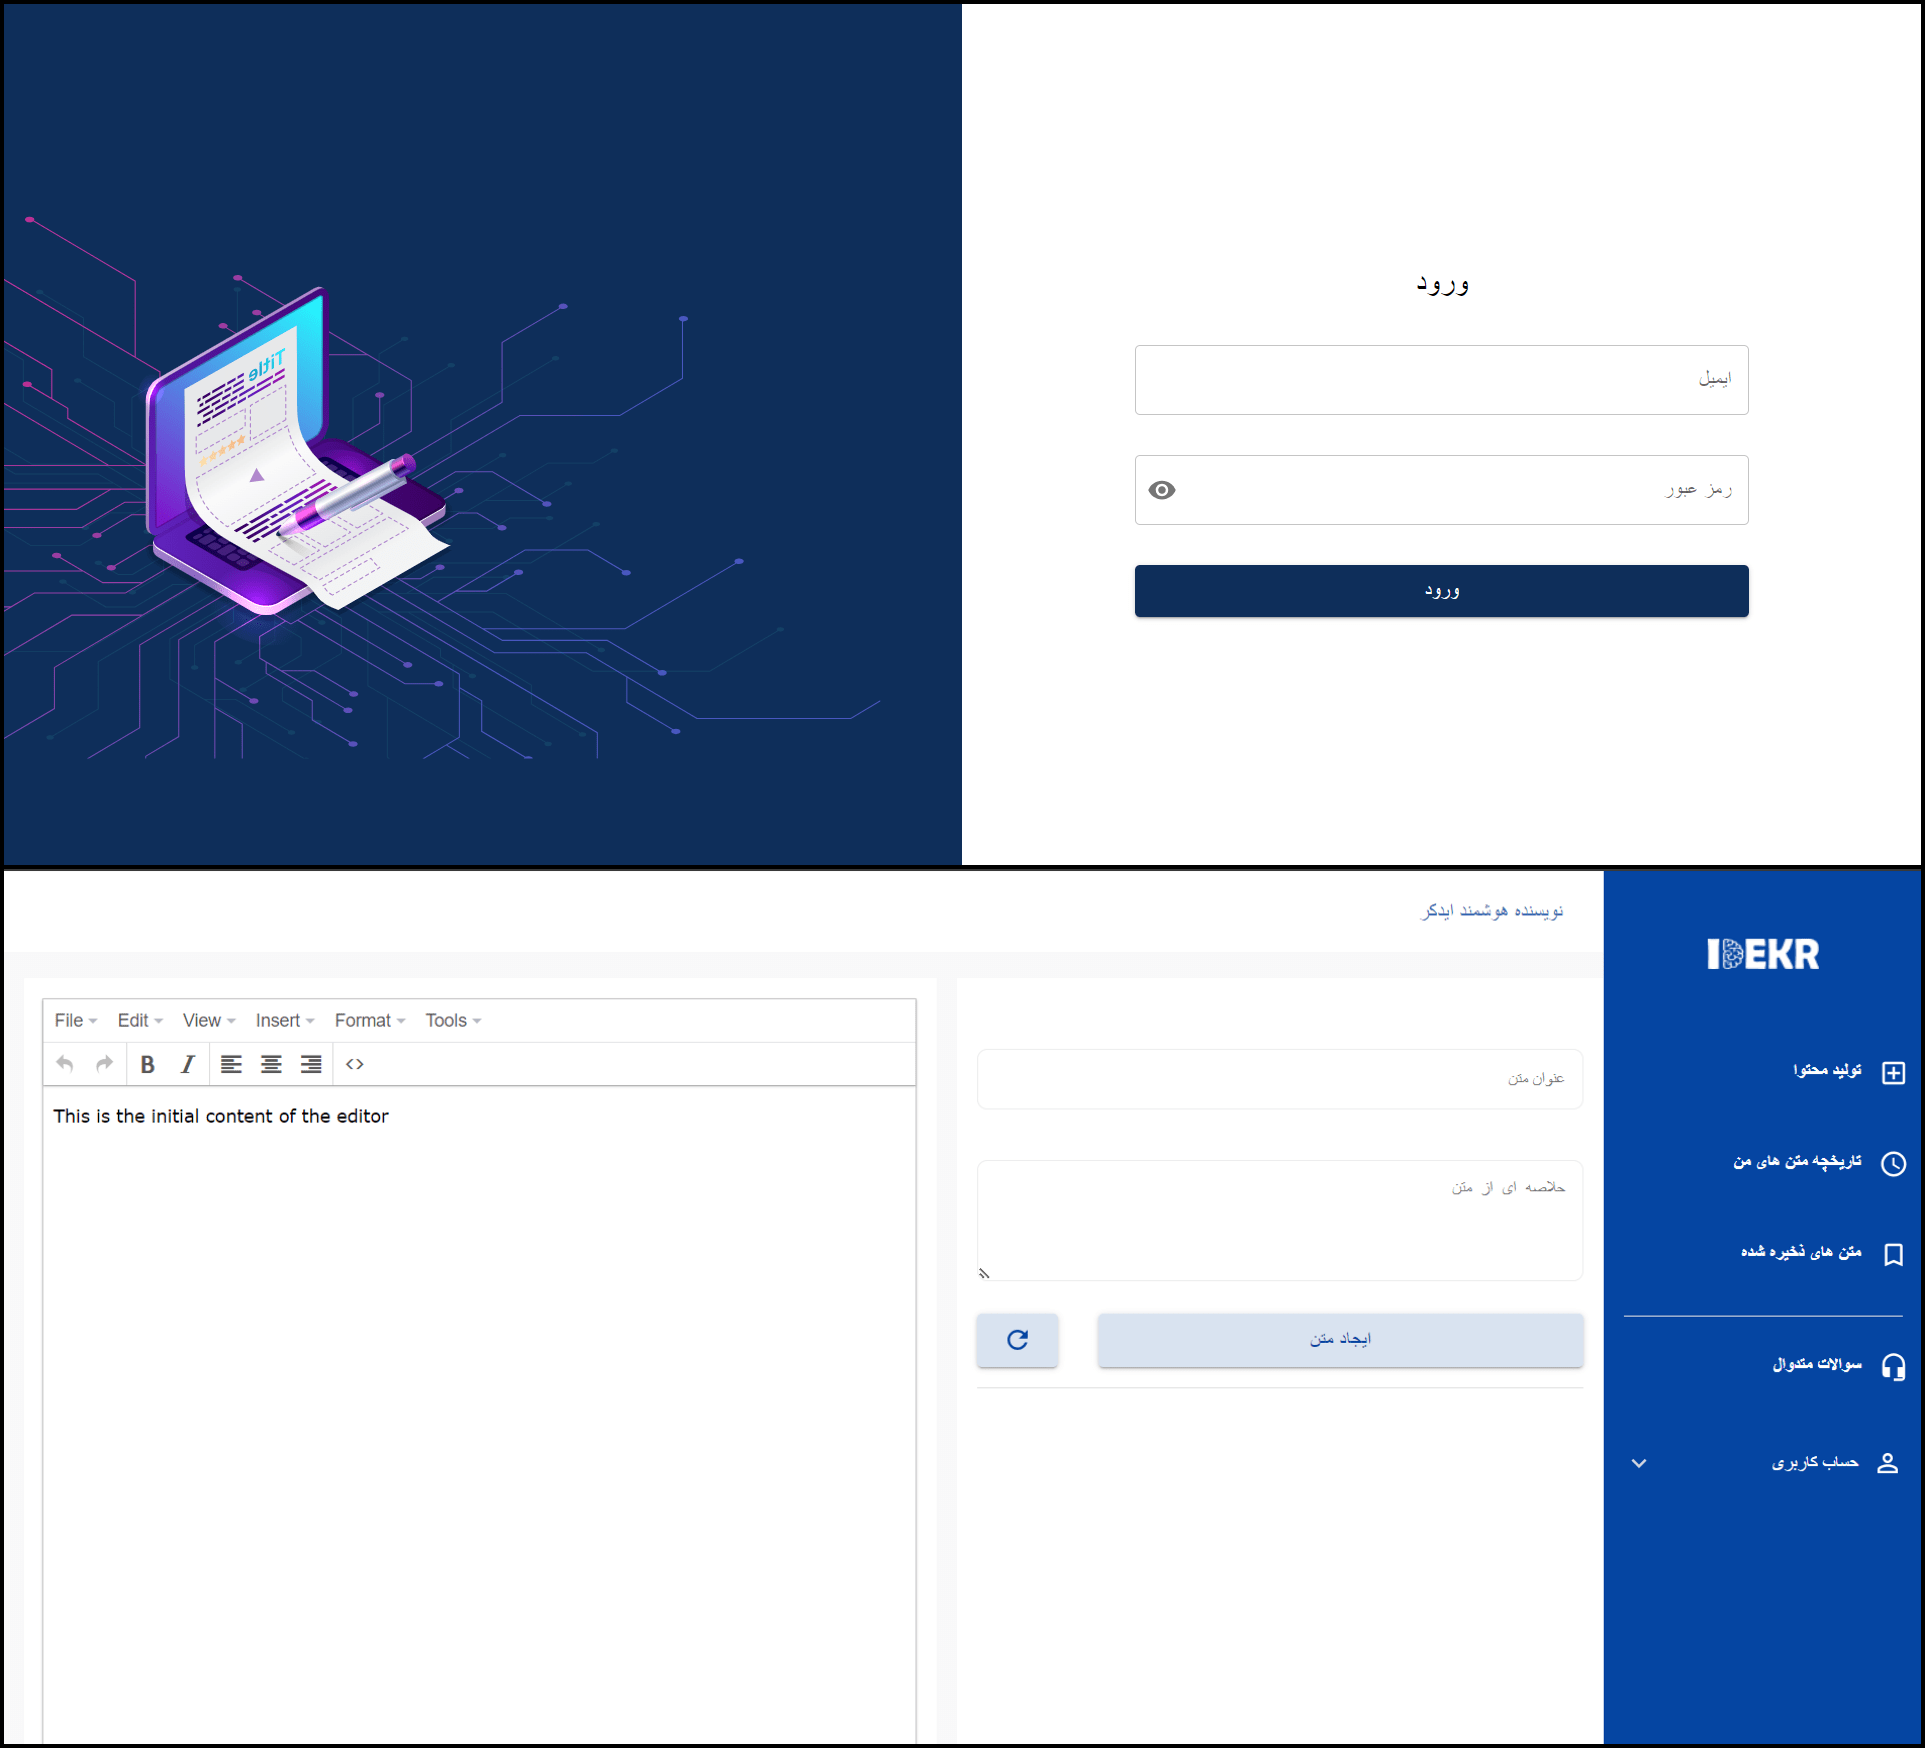 Title
ورود
ایمیل
رمز عبور
ورود
نویسنده هوشمند ایدکر
IDEKR
تولید محتوا
تاریخچه متن های من
متن های ذخیره شده
سوالات متدوال
حساب کاربری
عنوان متن
خلاصه ای از متن
ایجاد متن
File Edit View Insert Format Tools
B I <>
This is the initial content of the editor